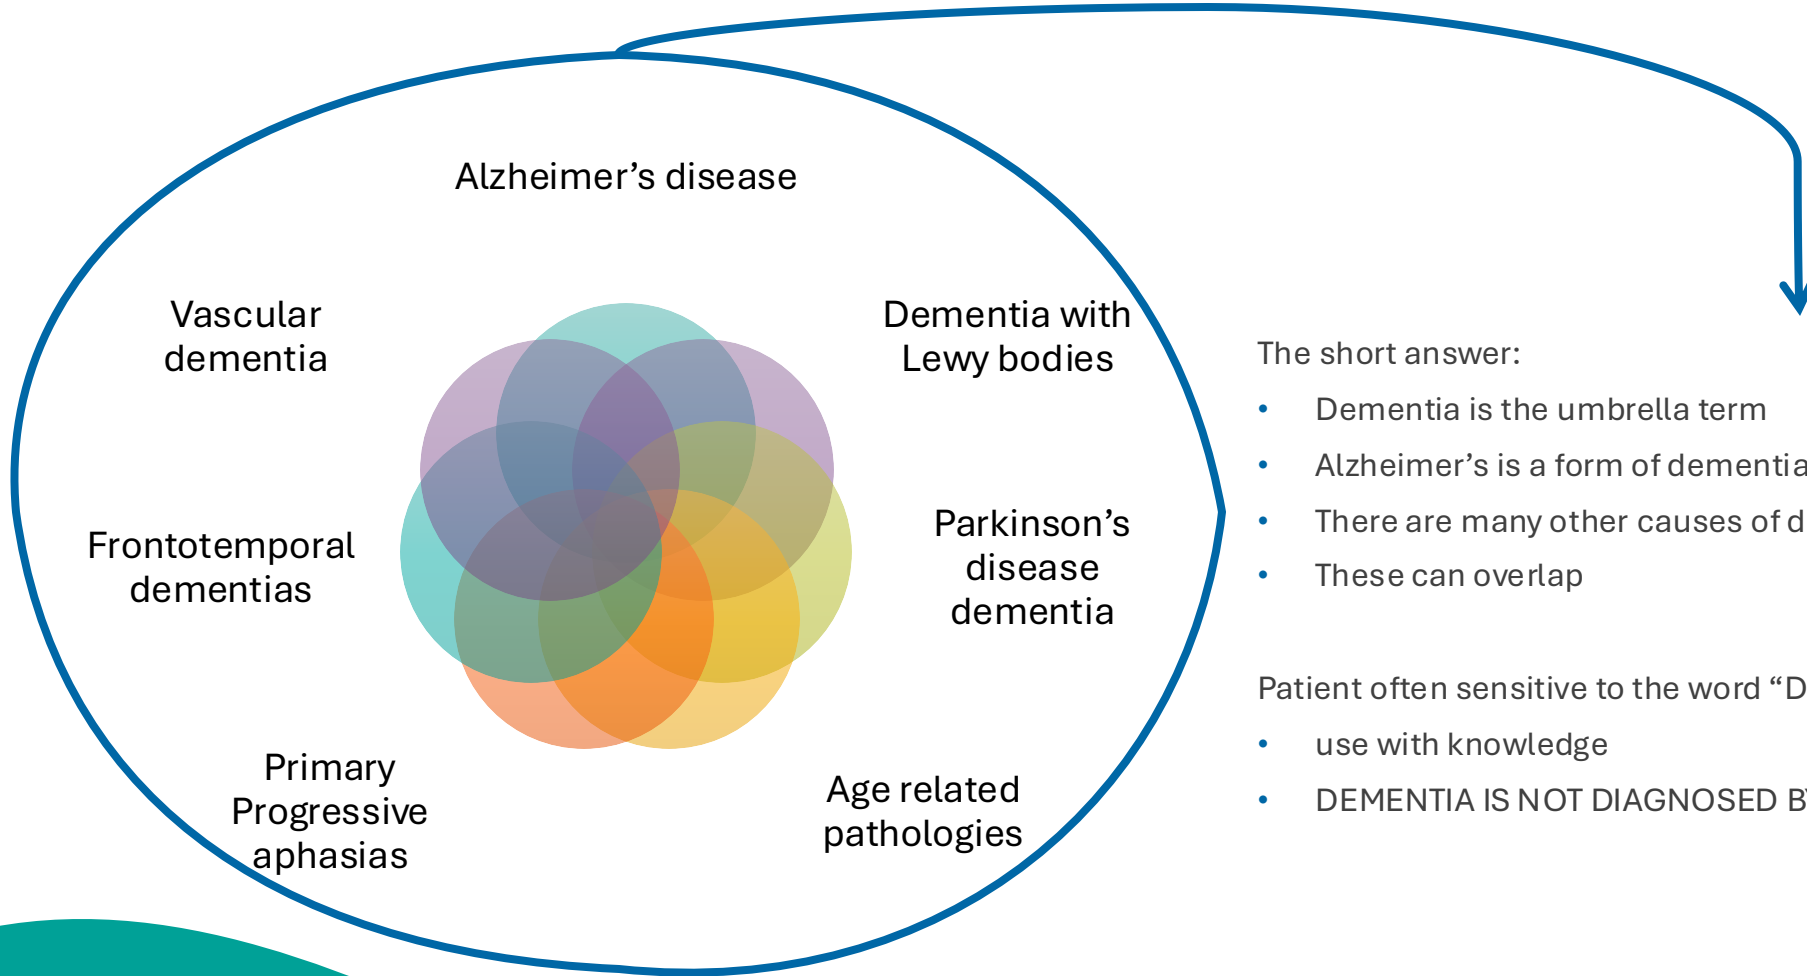 Alzheimer’s disease
Vascular
dementia
Dementia with
Lewy bodies
Frontotemporal
dementias
Parkinson’s
disease
dementia
Primary
Progressive
aphasias
Age related
pathologies
The short answer:
• Dementia is the umbrella term
• Alzheimer’s is a form of dementia
• There are many other causes of
• These can overlap
Patient often sensitive to the word
• use with knowledge
• DEMENTIA IS NOT DIAGNOSED